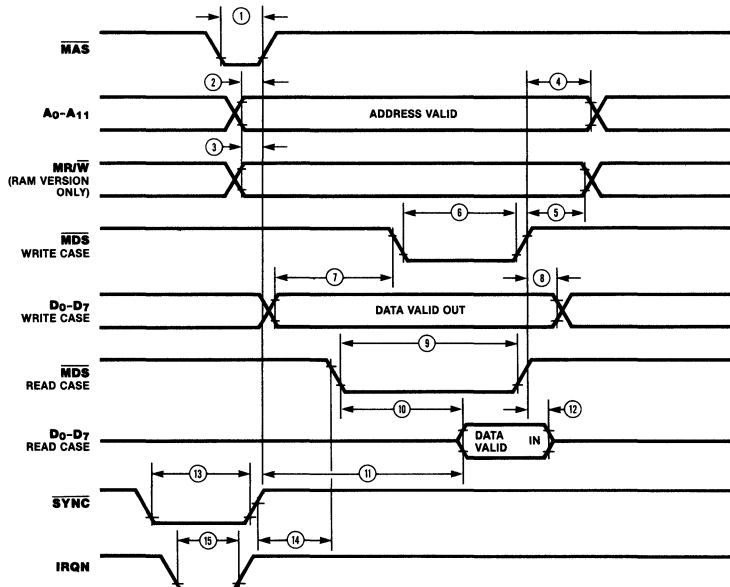 1
MAS
2
4
A0-A11
ADDRESS VALID
3
MR/W
(RAM VERSION
ONLY)
6
5
MDS
WRITE CASE
7
8
D0-D7
WRITE CASE
DATA VALID OUT
9
MDS
READ CASE
10
12
D0-D7
READ CASE
DATA IN
VALID
13
11
SYNC
15
14
IRQN